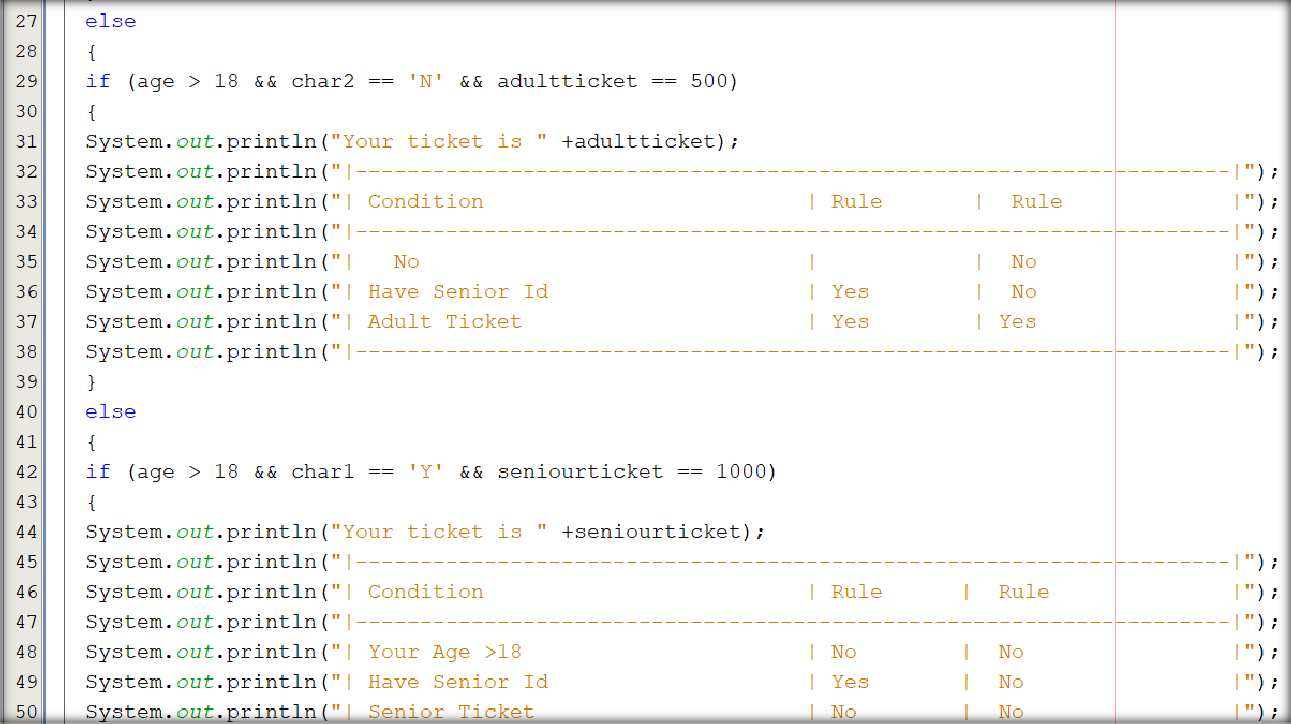 27 else
28 {
29 if (age > 18 && char2 == 'N' && adultticket == 500)
30 {
31 System.out.println("Your ticket is " +adultticket);
32 System.out.println("|--------------------------------------------------------------------|");
33 System.out.println("| Condition                         | Rule       |  Rule             |");
34 System.out.println("|--------------------------------------------------------------------|");
35 System.out.println("|   No                              |            |  No               |");
36 System.out.println("| Have Senior Id                    | Yes        |  No               |");
37 System.out.println("| Adult Ticket                      | Yes        | Yes               |");
38 System.out.println("|--------------------------------------------------------------------|");
39 }
40 else
41 {
42 if (age > 18 && char1 == 'Y' && seniourticket == 1000)
43 {
44 System.out.println("Your ticket is " +seniourticket);
45 System.out.println("|--------------------------------------------------------------------|");
46 System.out.println("| Condition                         | Rule      |  Rule              |");
47 System.out.println("|--------------------------------------------------------------------|");
48 System.out.println("| Your Age >18                      | No        |  No                |");
49 System.out.println("| Have Senior Id                    | Yes       |  No                |");
50 System.out.println("| Senior Ticket                     | No        |  No                |");